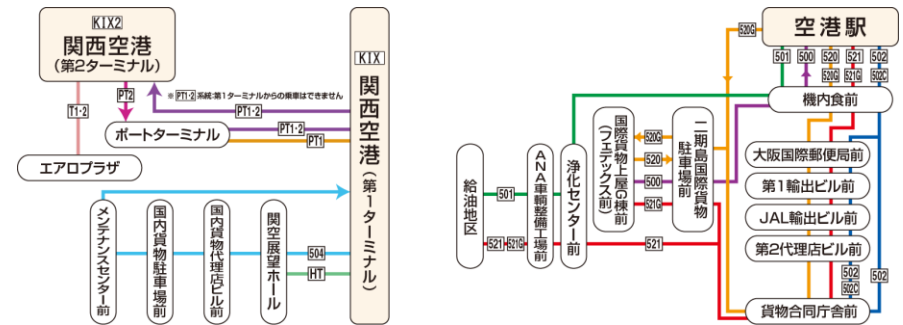 KIX2
関西空港
(第2ターミナル)
T1・2
PT2
※PT1・2系統:第1ターミナルからの乗車はできません
PT1・2
PT1・2
PT1
ポートターミナル
エアロプラザ
KIX
関西空港(第1ターミナル)
メンテナンスセンター前
国内貨物駐車場前
国内貨物代理店ビル前
関空展望ホール
504
HT
空港駅
520G
501
500
520
521
502
520G
521G
502C
機内食前
給油地区
501
521
521G
ANA車輌整備工場前
浄化センター前
国際貨物上屋G棟前
(フェデックス前)
520G
520
500
521G
二期島国際貨物
駐車場前
521
大阪国際郵便局前
第1輸出ビル前
JAL輸出ビル前
第2代理店ビル前
502
502C
502
貨物合同庁舎前